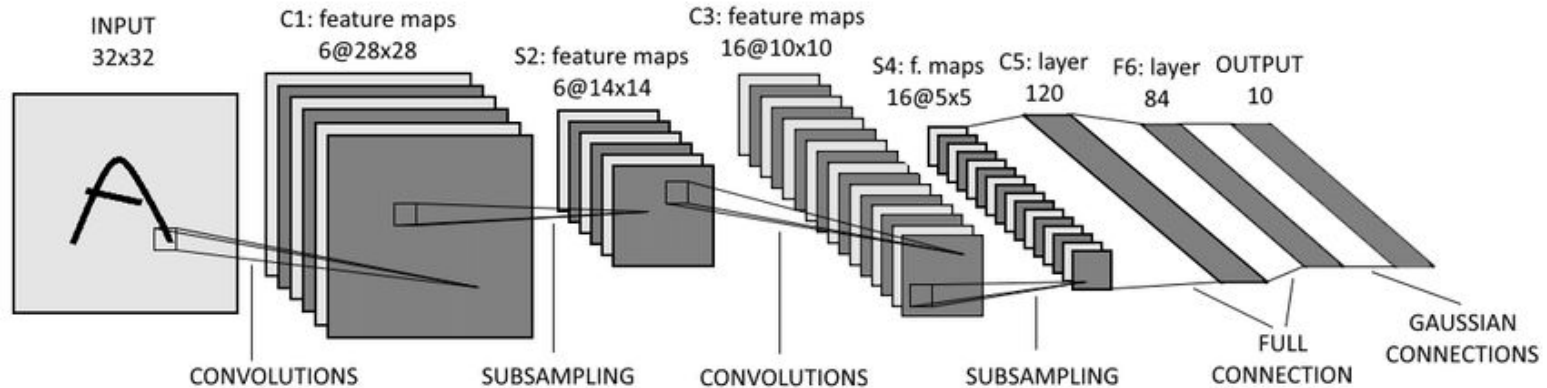 INPUT
32x32
C1: feature maps
6@28x28
S2: feature maps
6@14x14
C3: feature maps
16@10x10
S4: f. maps
16@5x5
C5: layer
120
F6: layer
84
OUTPUT
10
CONVOLUTIONS
SUBSAMPLING
CONVOLUTIONS
SUBSAMPLING
FULL
CONNECTION
GAUSSIAN
CONNECTIONS
A